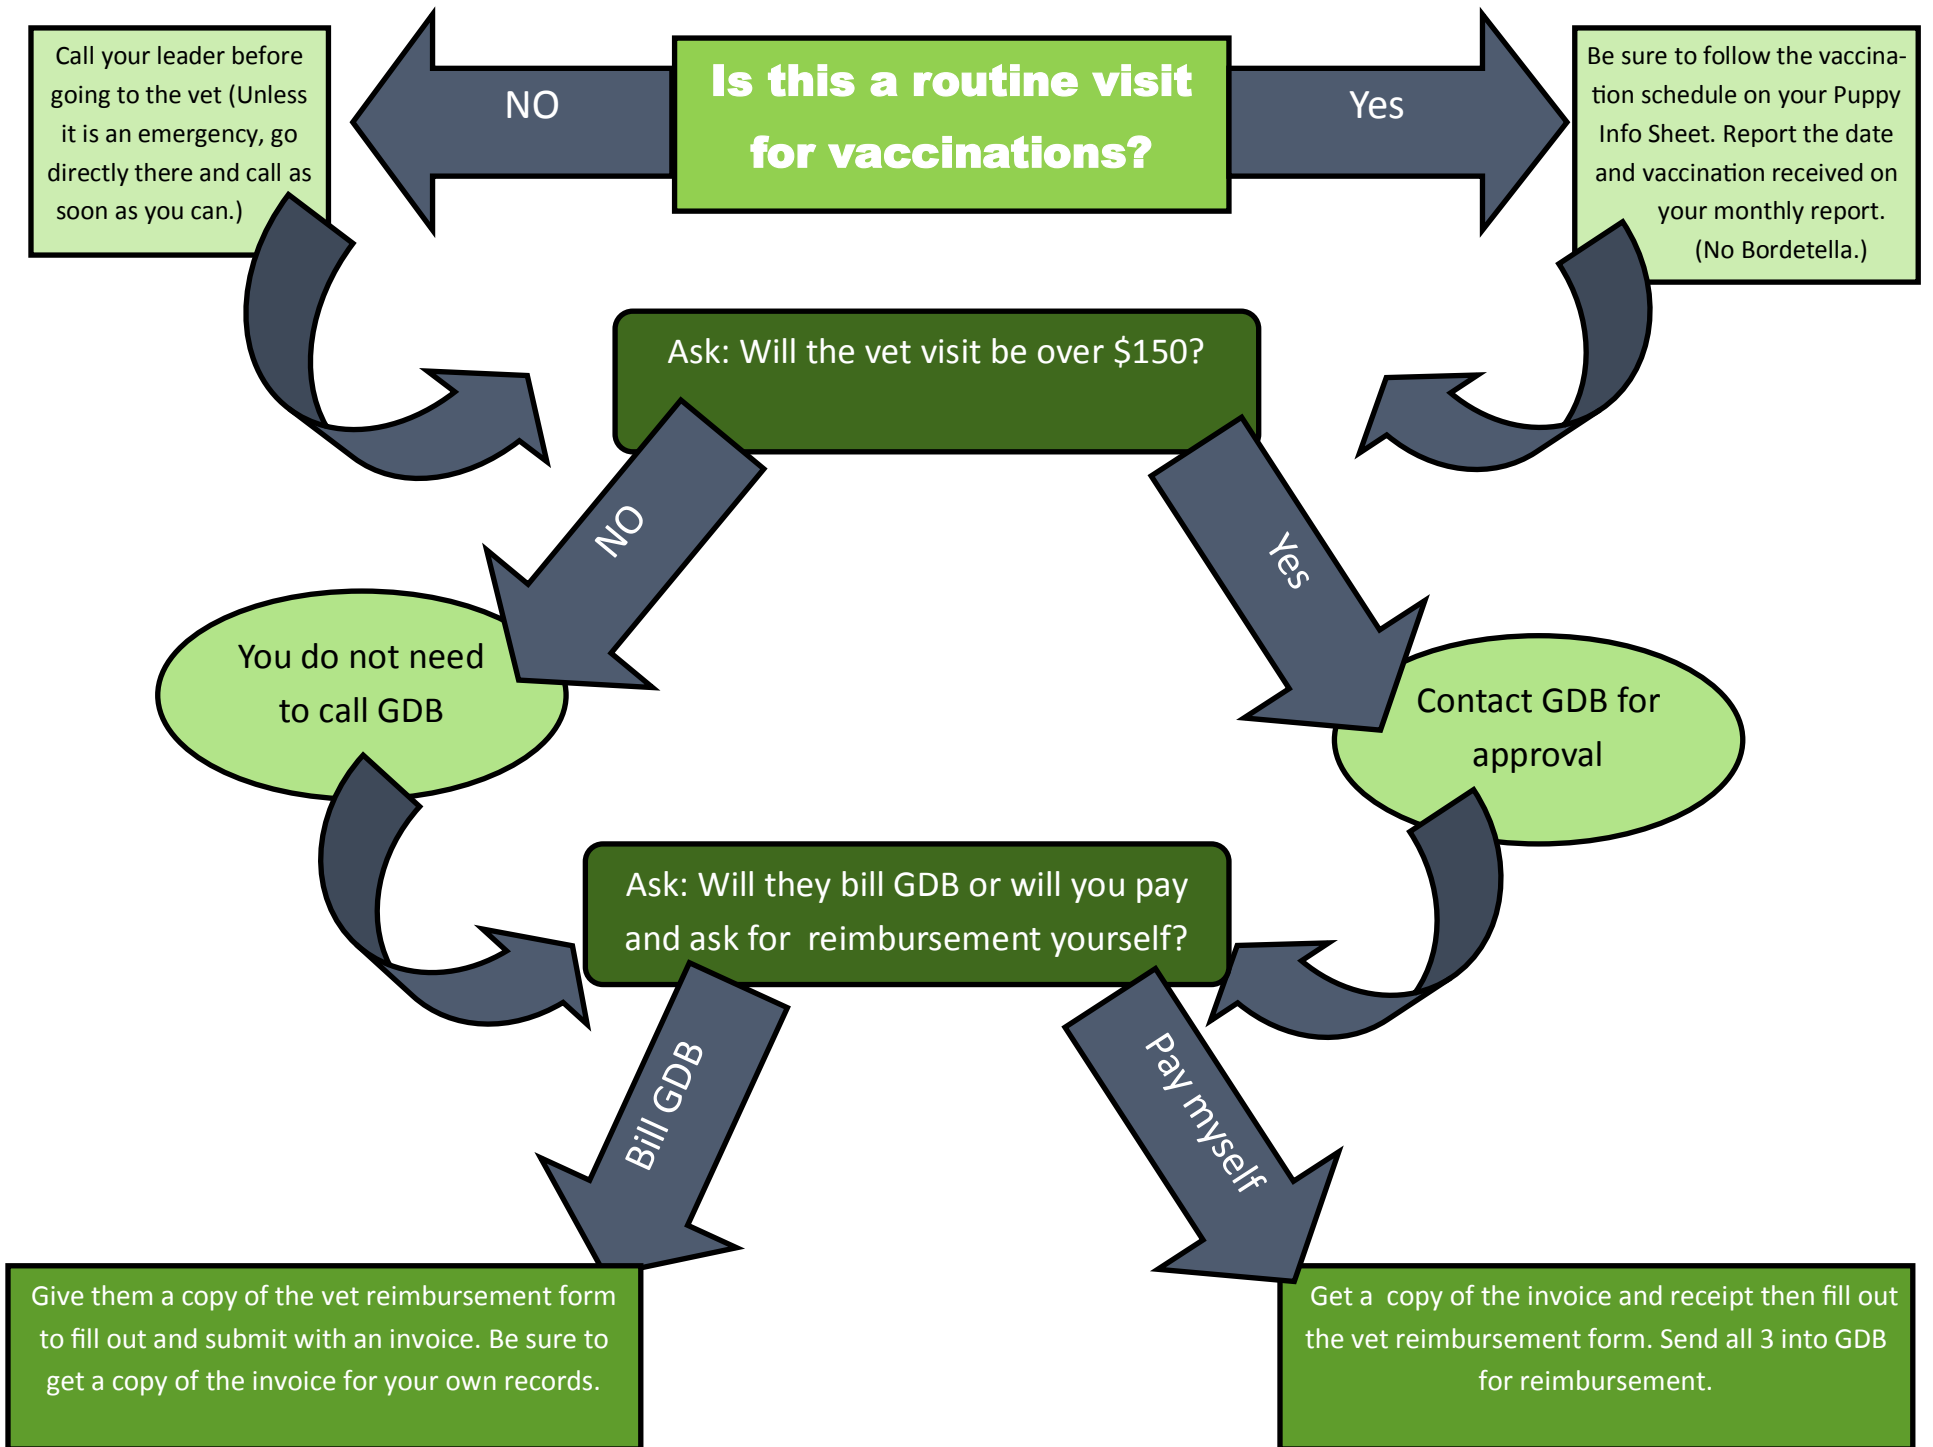 Call your leader before
going to the vet (Unless
it is an emergency, go
directly there and call as
soon as you can.)
NO
Is this a routine visit
for vaccinations?
Yes
Be sure to follow the vaccina-
tion schedule on your Puppy
Info Sheet. Report the date
and vaccination received on
your monthly report.
(No Bordetella.)
Ask: Will the vet visit be over $150?
NO
Yes
You do not need
to call GDB
Contact GDB for
approval
Ask: Will they bill GDB or will you pay
and ask for reimbursement yourself?
Bill GDB
Pay myself
Give them a copy of the vet reimbursement form
to fill out and submit with an invoice. Be sure to
get a copy of the invoice for your own records.
Get a copy of the invoice and receipt then fill out
the vet reimbursement form. Send all 3 into GDB
for reimbursement.